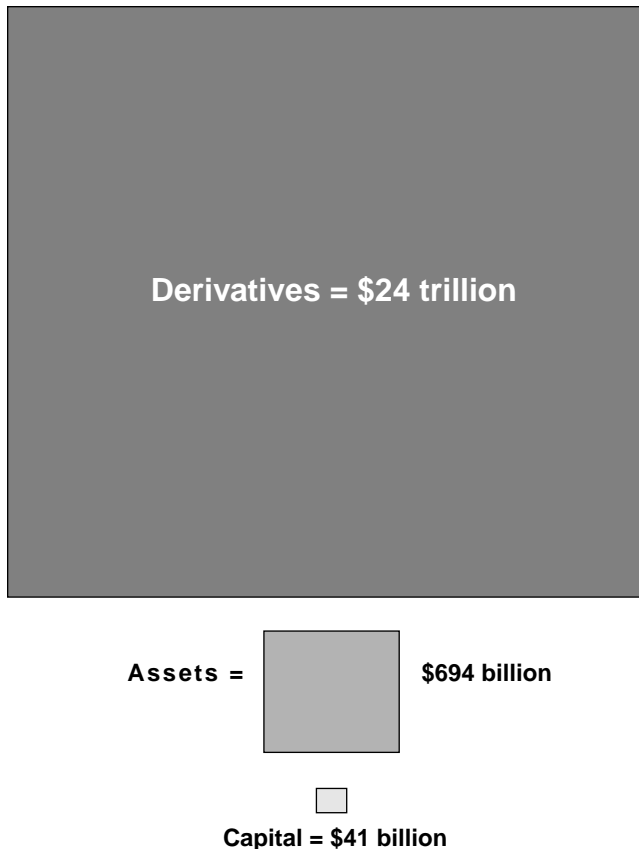 Derivatives = $24 trillion
Assets = $694 billion
Capital = $41 billion